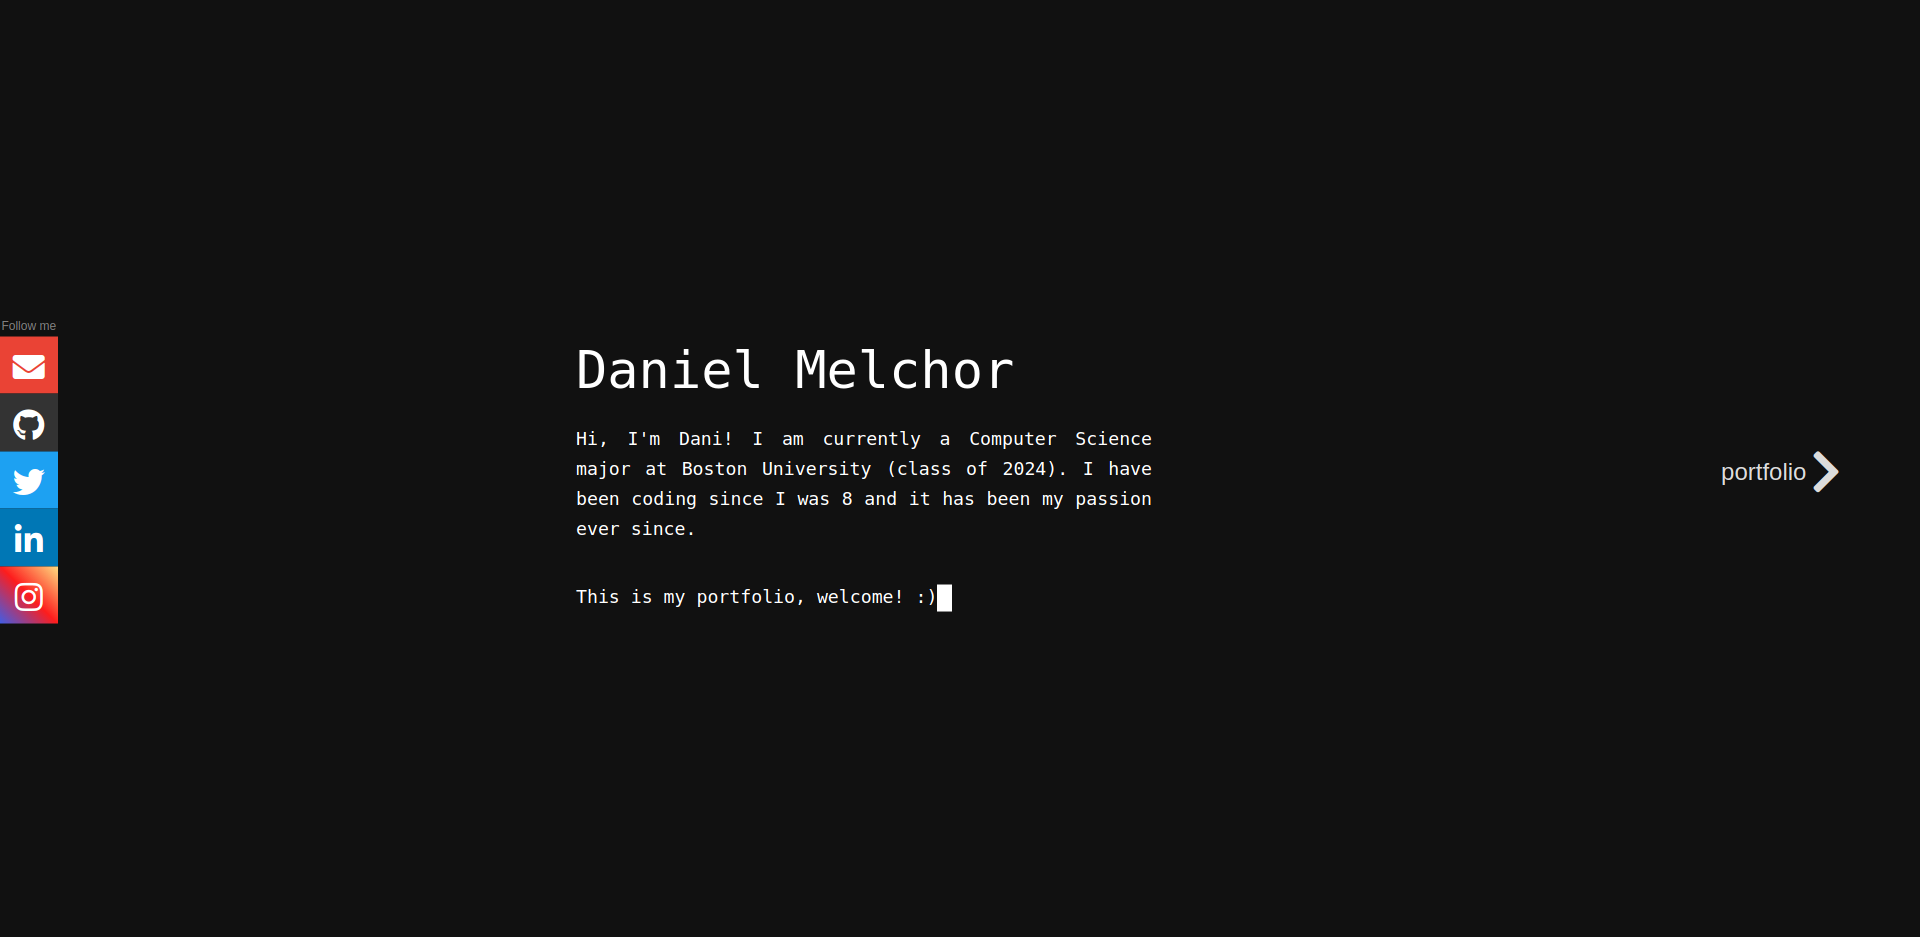 Follow me
Daniel Melchor
Hi, I'm Dani! I am currently a Computer Science
major at Boston University (class of 2024). I have
been coding since I was 8 and it has been my passion
ever since.
This is my portfolio, welcome! :)
portfolio